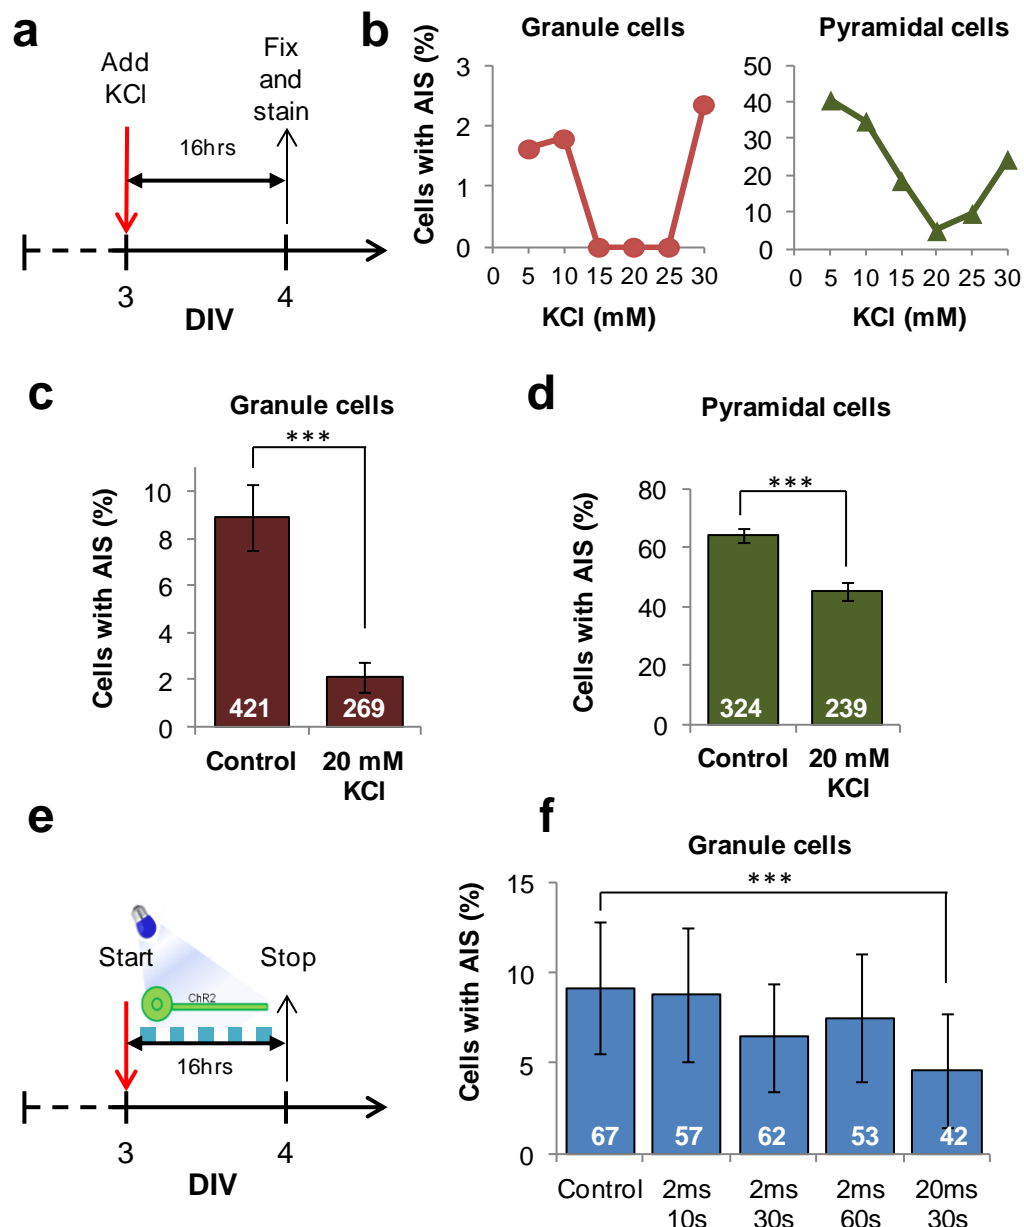 a
Add
KCl
Fix
and
stain
16hrs
3
4
DIV
b
Granule cells
Cells with AIS (%)
3
2
1
0
0
5
10
15
20
25
30
KCl (mM)
Pyramidal cells
50
40
30
20
10
0
0
5
10
15
20
25
30
KCl (mM)
c
Granule cells
***
Cells with AIS (%)
10
8
6
4
2
0
421
269
Control
20 mM
KCl
d
Pyramidal cells
***
Cells with AIS (%)
80
60
40
20
0
324
239
Control
20 mM
KCl
e
Start
Stop
ChR2
16hrs
3
4
DIV
f
Granule cells
***
Cells with AIS (%)
15
10
5
0
67
57
62
53
42
Control
2ms
10s
2ms
30s
2ms
60s
20ms
30s